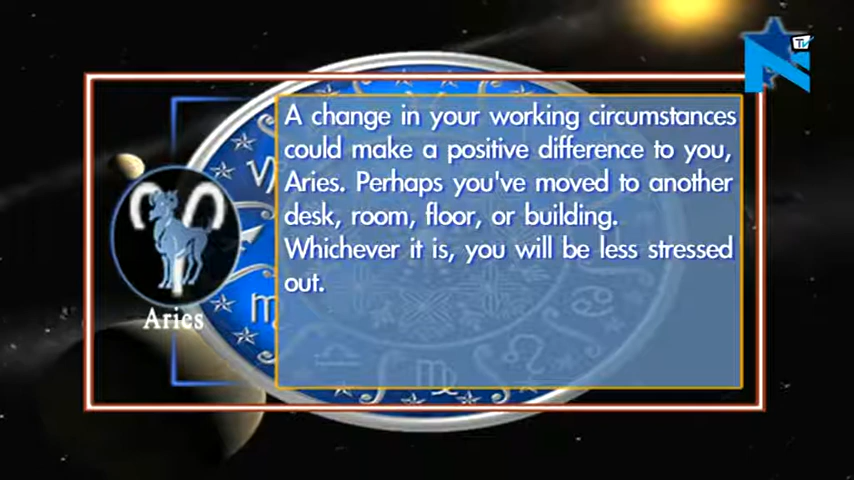 TV
N
A change in your working circumstances
could make a positive difference to you,
Aries. Perhaps you've moved to another
desk, room, floor, or building.
Whichever it is, you will be less stressed
out.
Aries